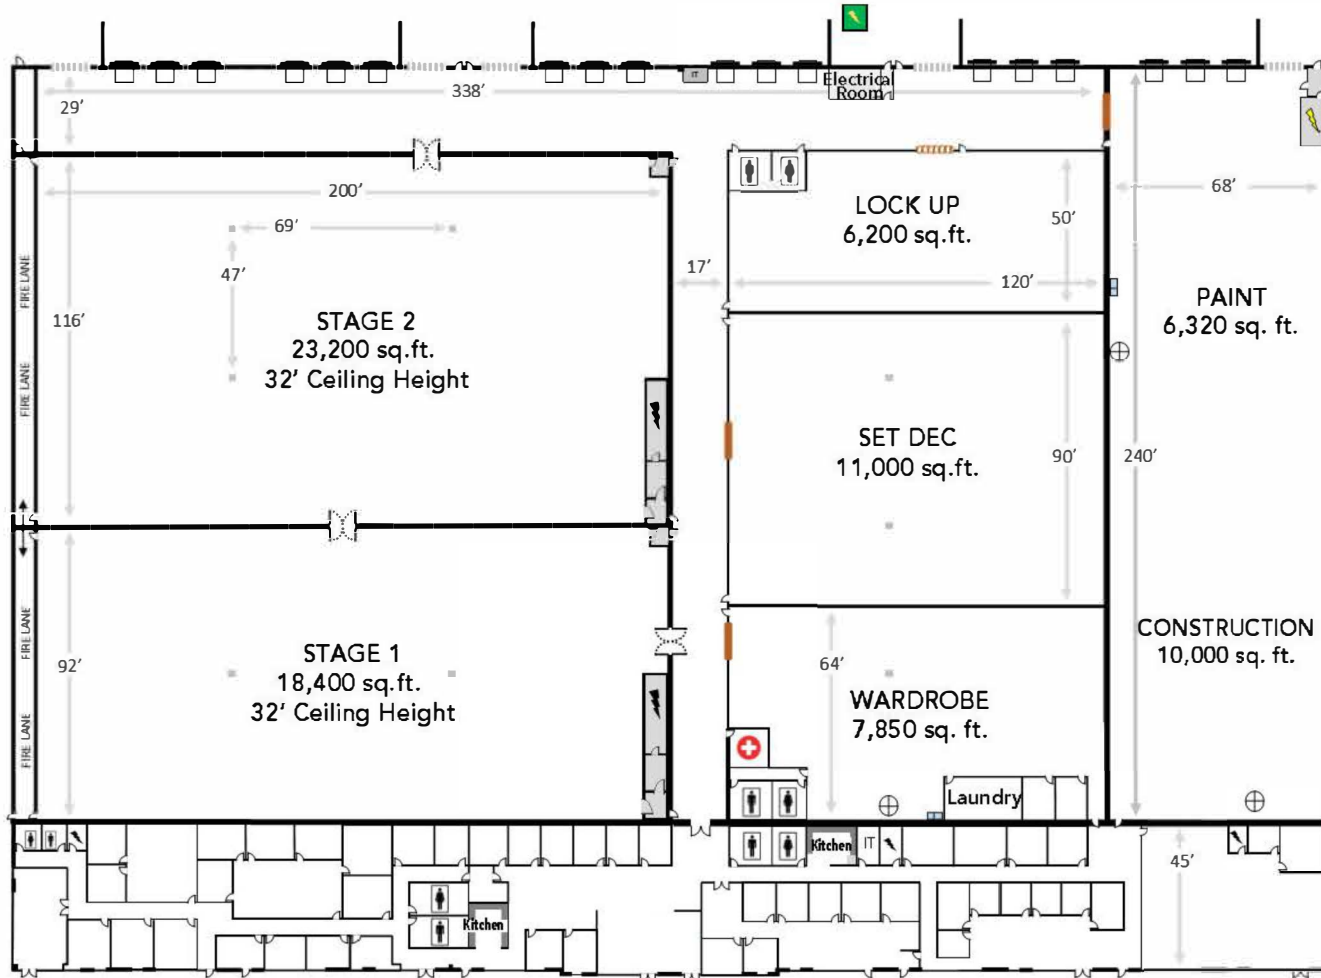 IT
Electrical
Room
338′
29′
200′
69′
47′
116′
STAGE 2
23,200 sq.ft.
32′ Ceiling Height
FIRE LANE
FIRE LANE
17′
LOCK UP
6,200 sq.ft.
50′
120′
68′
PAINT
6,320 sq. ft.
SET DEC
11,000 sq.ft.
90′
240′
STAGE 1
18,400 sq.ft.
32′ Ceiling Height
92′
FIRE LANE
FIRE LANE
64′
WARDROBE
7,850 sq. ft.
CONSTRUCTION
10,000 sq. ft.
Laundry
Kitchen
IT
45′
Kitchen